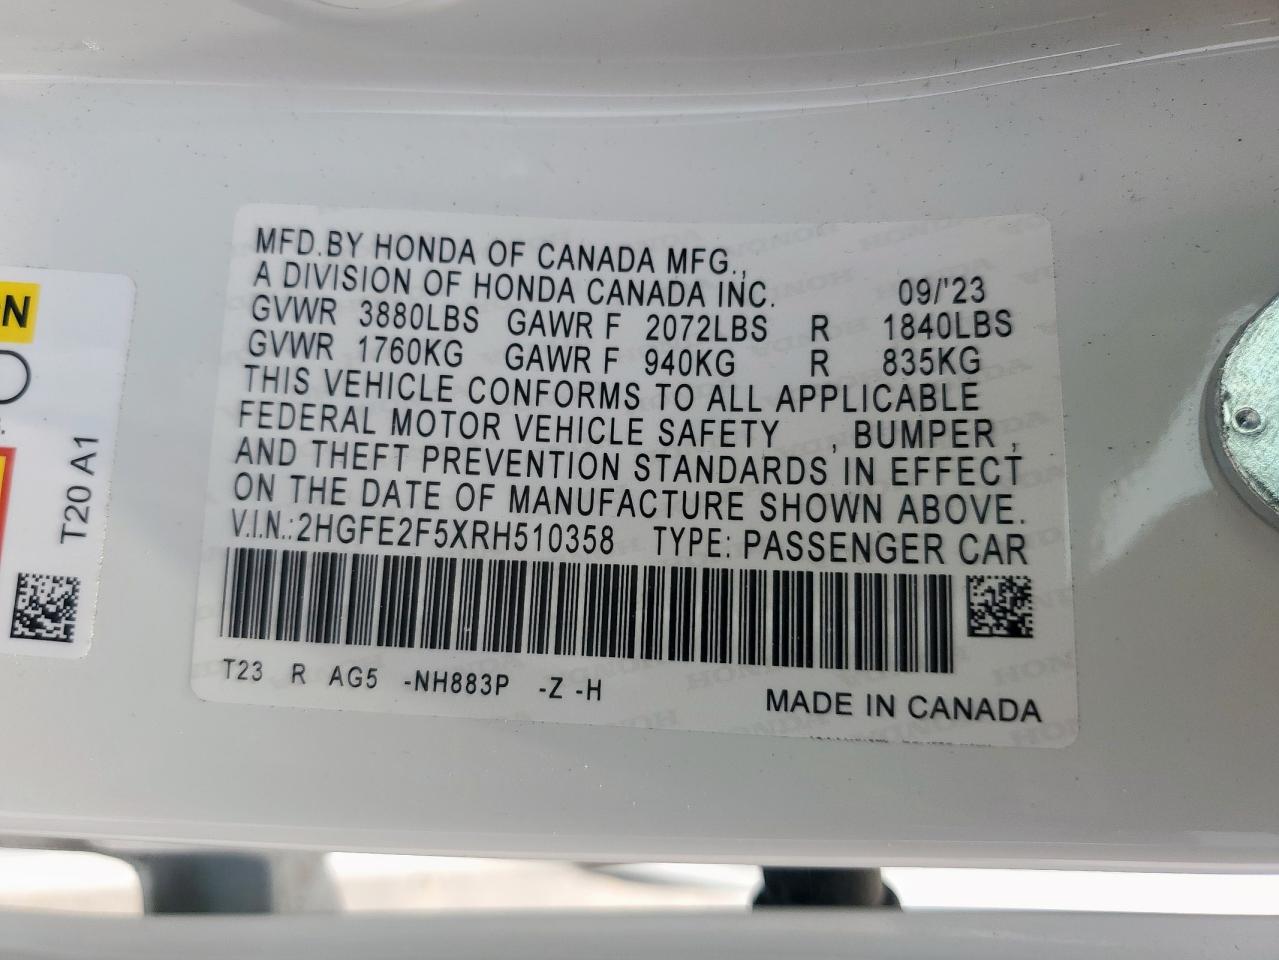 MFD.BY HONDA OF CANADA MFG.,
A DIVISION OF HONDA CANADA INC. 09/'23
GVWR 3880LBS GAWR F 2072LBS R 1840LBS
GVWR 1760KG GAWR F 940KG R 835KG
THIS VEHICLE CONFORMS TO ALL APPLICABLE
FEDERAL MOTOR VEHICLE SAFETY , BUMPER ,
AND THEFT PREVENTION STANDARDS IN EFFECT
ON THE DATE OF MANUFACTURE SHOWN ABOVE.
V.I.N.:2HGFE2F5XRH510358 TYPE: PASSENGER CAR
T23 R AG5 -NH883P -Z -H
MADE IN CANADA
T20 A1